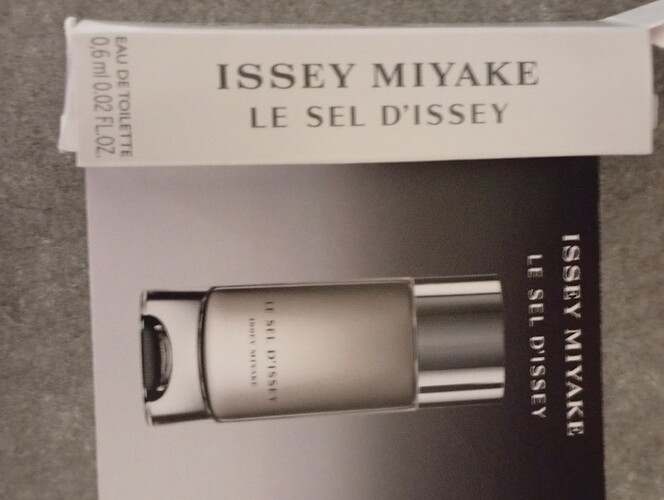 ISSEY MIYAKE
LE SEL D'ISSEY
EAU DE TOILETTE
0,6 ml 0.02 FL.OZ.
ISSEY MIYAKE
LE SEL D'ISSEY
LE SEL D'ISSEY
ISSEY MIYAKE